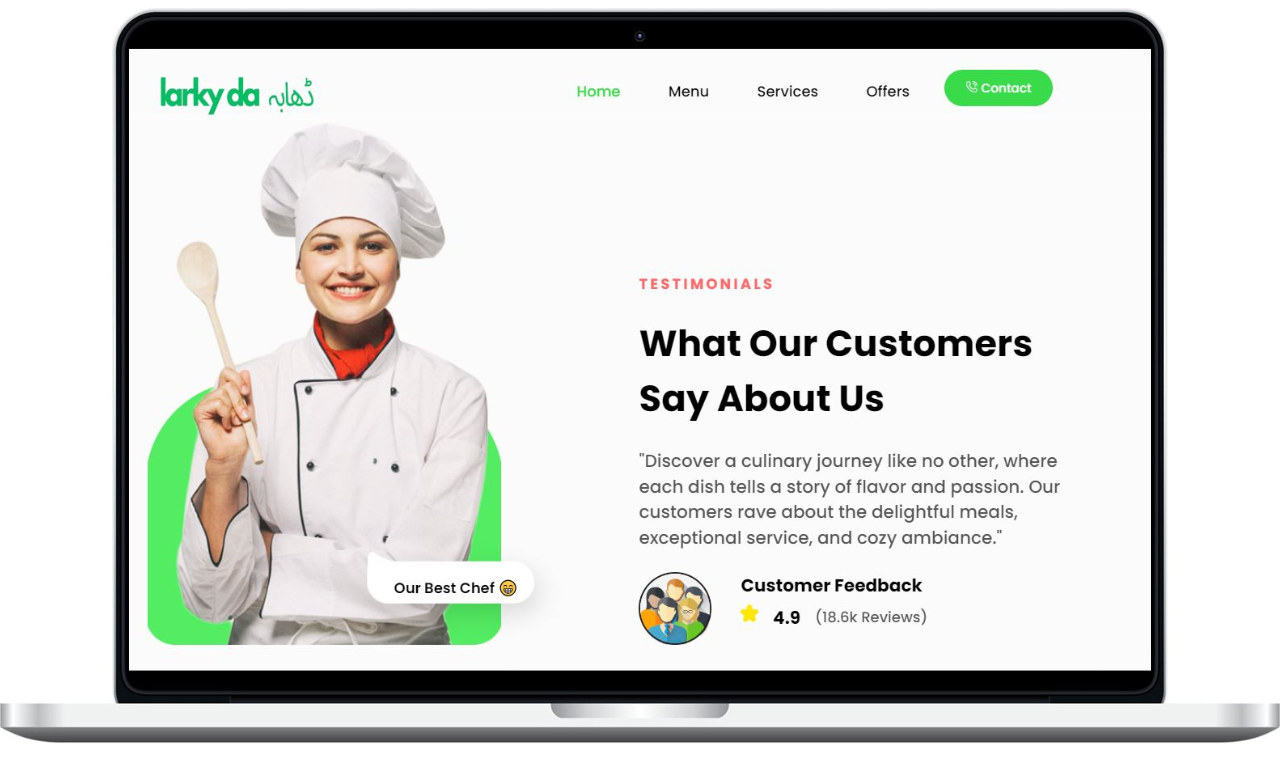 larky da ڈھابہ
Home
Menu
Services
Offers
Contact
TESTIMONIALS
What Our Customers
Say About Us
"Discover a culinary journey like no other, where
each dish tells a story of flavor and passion. Our
customers rave about the delightful meals,
exceptional service, and cozy ambiance."
Our Best Chef 😁
Customer Feedback
4.9 (18.6k Reviews)